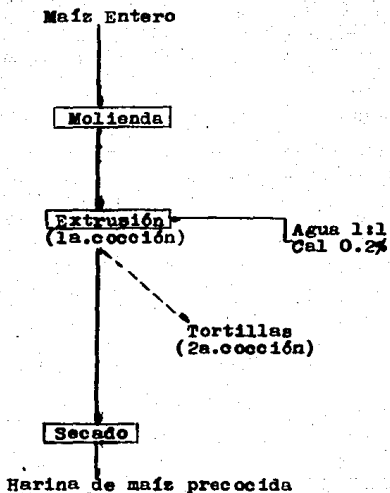 Maíz Entero
Molienda
Extrusión
(1a.cocción)
Agua 1:1
Cal 0.2%
Tortillas
(2a.cocción)
Secado
Harina de maíz precocida